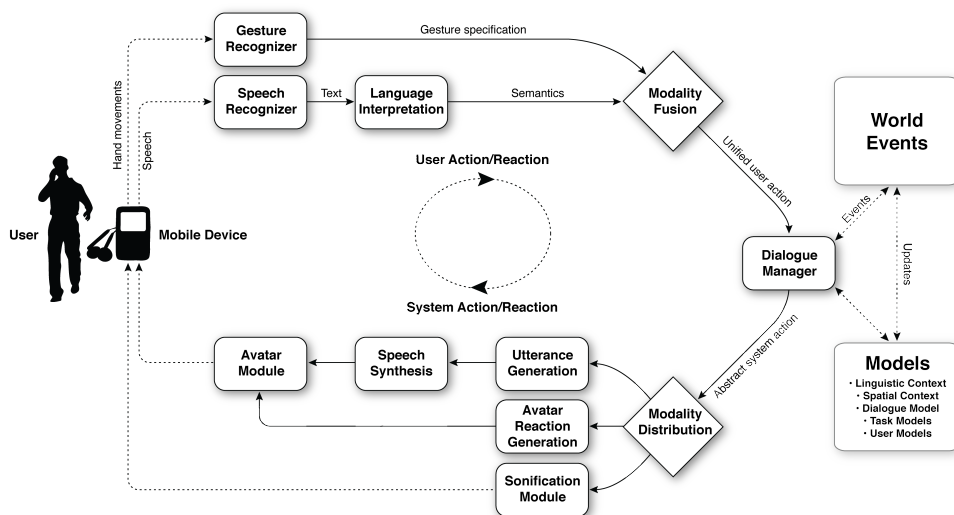 Gesture
Recognizer
Gesture specification
Speech
Recognizer
Text
Language
Interpretation
Semantics
Modality
Fusion
World
Events
Hand movements
Speech
User Action/Reaction
Unified user action
Events
Updates
User
Mobile Device
Dialogue
Manager
System Action/Reaction
Abstract system action
Avatar
Module
Speech
Synthesis
Utterance
Generation
Avatar
Reaction
Generation
Modality
Distribution
Sonification
Module
Models
• Linguistic Context
• Spatial Context
• Dialogue Model
• Task Models
• User Models